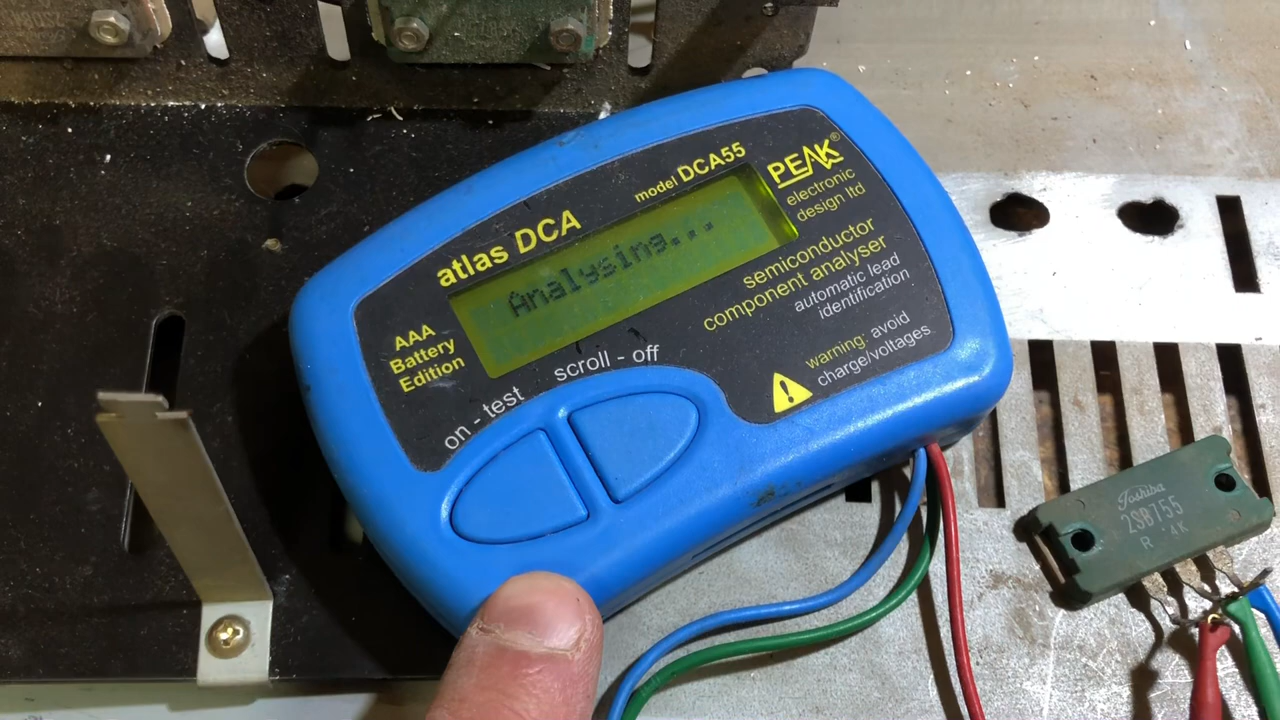 atlas DCA
model DCA55
PEAK®
electronic
design ltd
Analysing...
semiconductor
component analyser
automatic lead
identification
AAA
Battery
Edition
on - test
scroll - off
warning: avoid
charge/voltages
Toshiba
2SB755
R 4K